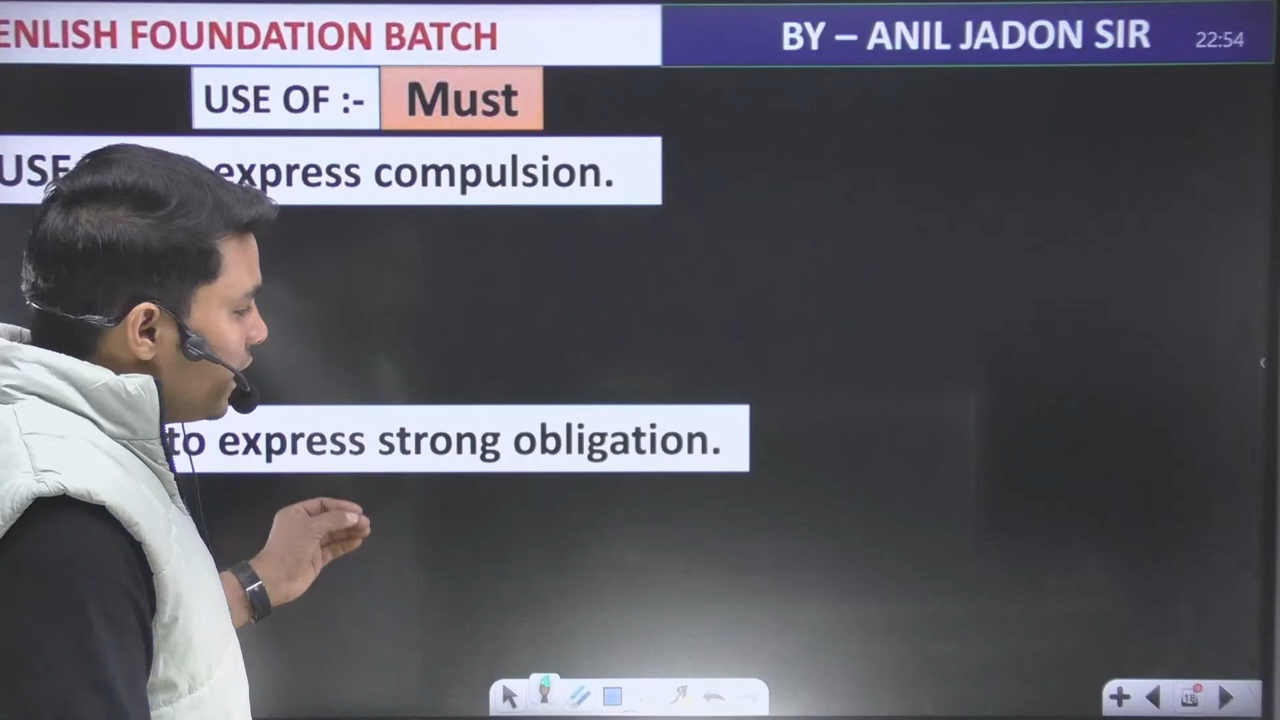 ENLISH FOUNDATION BATCH
BY – ANIL JADON SIR
22:54
USE OF :- Must
USE express compulsion.
to express strong obligation.
18